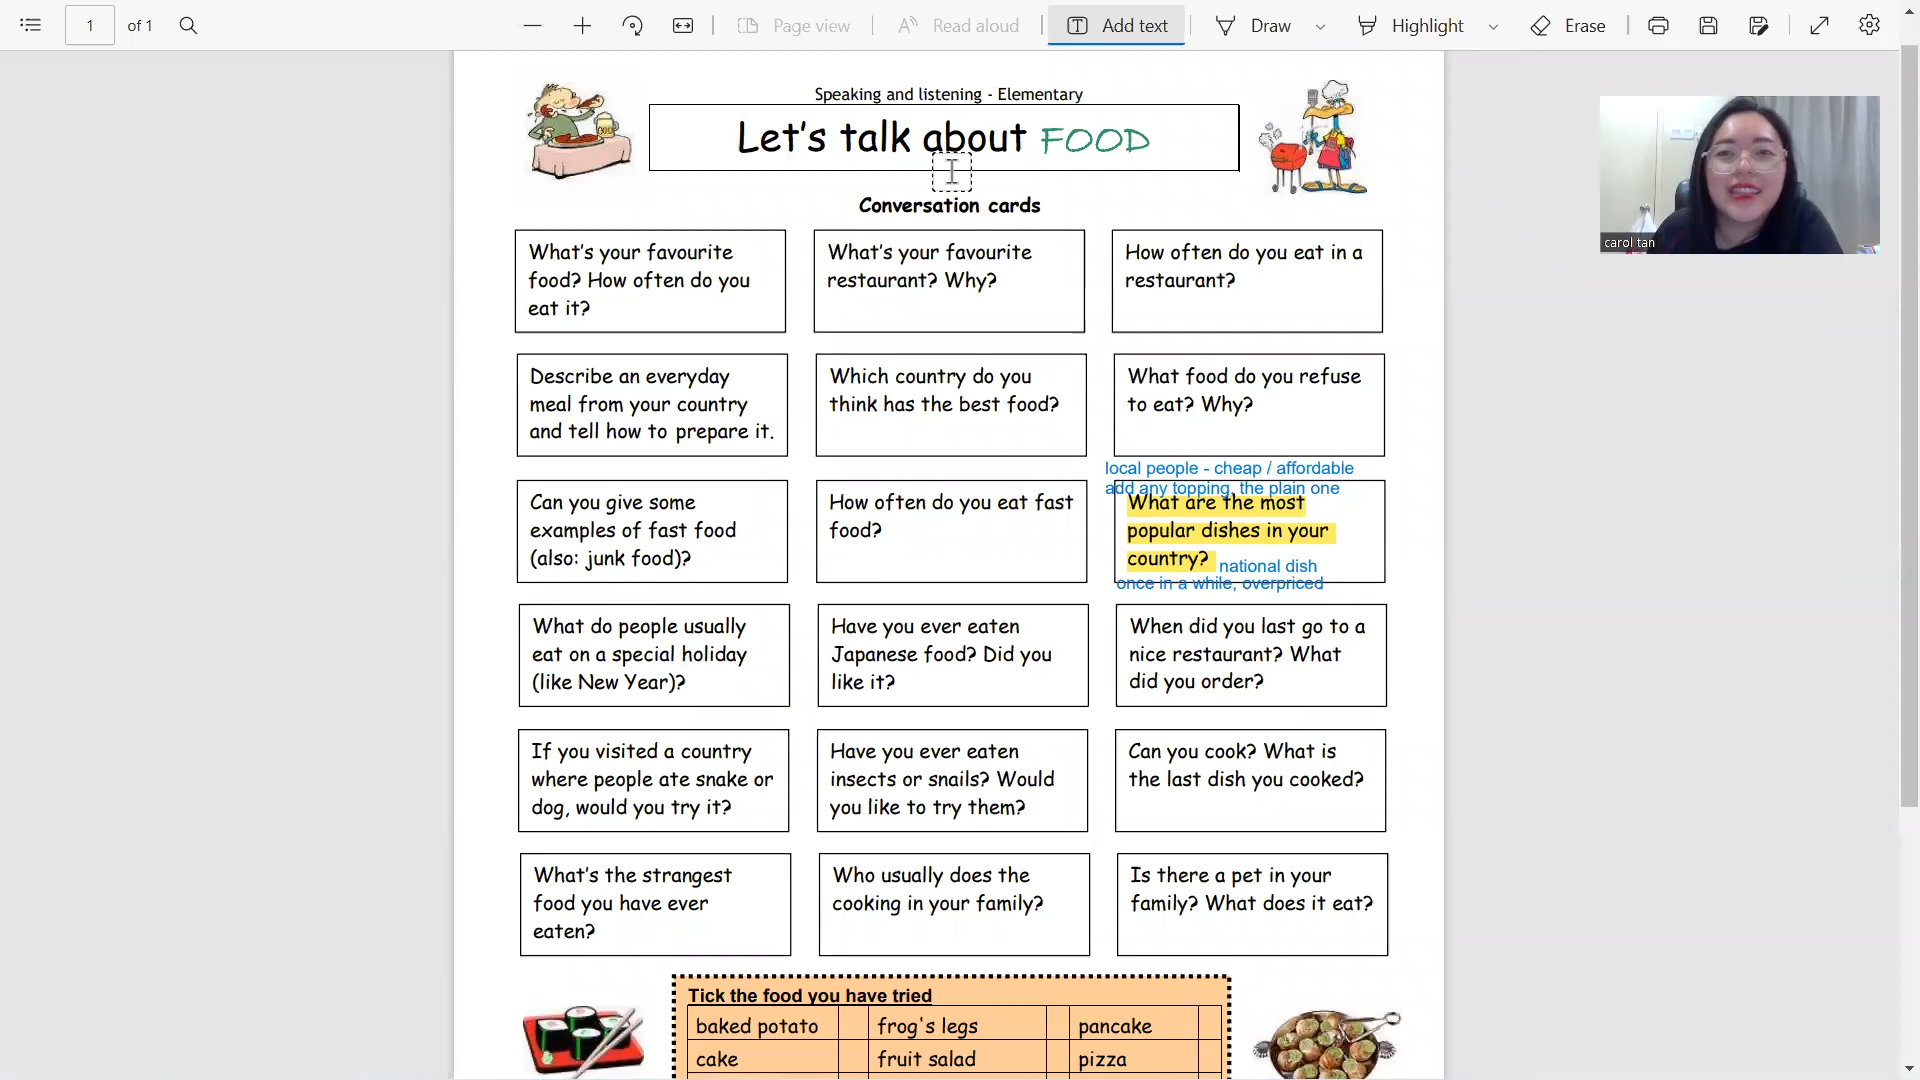 1 of 1 Page view Read aloud Add text Draw Highlight Erase
Speaking and listening - Elementary
Let's talk about FOOD
Conversation cards
carol tan
What's your favourite
food? How often do you
eat it?
What's your favourite
restaurant? Why?
How often do you eat in a
restaurant?
Describe an everyday
meal from your country
and tell how to prepare it.
Which country do you
think has the best food?
What food do you refuse
to eat? Why?
Can you give some
examples of fast food
(also: junk food)?
How often do you eat fast
food?
local people - cheap / affordable
add any topping, the plain one
What are the most
popular dishes in your
country? national dish
once in a while, overpriced
What do people usually
eat on a special holiday
(like New Year)?
Have you ever eaten
Japanese food? Did you
like it?
When did you last go to a
nice restaurant? What
did you order?
If you visited a country
where people ate snake or
dog, would you try it?
Have you ever eaten
insects or snails? Would
you like to try them?
Can you cook? What is
the last dish you cooked?
What's the strangest
food you have ever
eaten?
Who usually does the
cooking in your family?
Is there a pet in your
family? What does it eat?
Tick the food you have tried
baked potato frog's legs pancake
cake fruit salad pizza